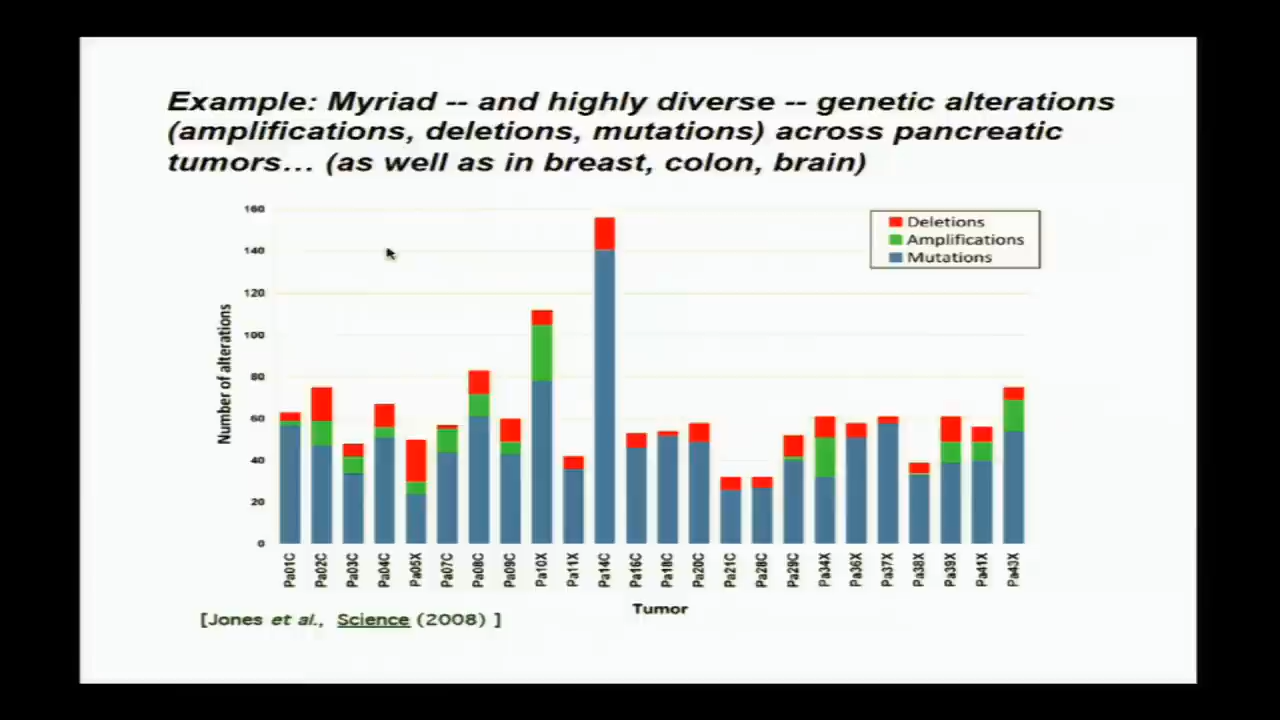 Example: Myriad -- and highly diverse -- genetic alterations
(amplifications, deletions, mutations) across pancreatic
tumors... (as well as in breast, colon, brain)
160
140
120
100
80
60
40
20
0
Number of alterations
Deletions
Amplifications
Mutations
Pa01C
Pa02C
Pa03C
Pa04C
Pa05X
Pa07C
Pa08C
Pa09C
Pa10X
Pa11X
Pa14C
Pa16C
Pa18C
Pa20C
Pa21C
Pa28C
Pa29C
Pa34X
Pa36X
Pa37X
Pa38X
Pa39X
Pa41X
Pa43X
Tumor
[Jones et al., Science (2008) ]